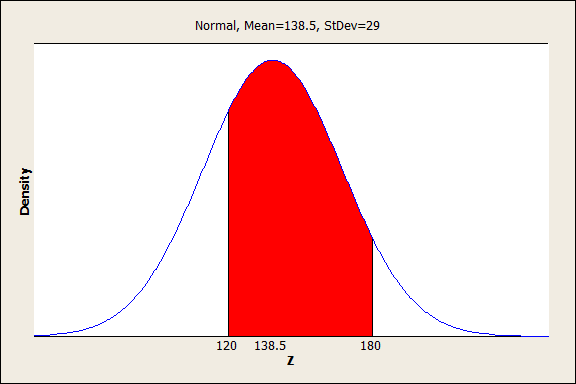 Normal, Mean=138.5, StDev=29
Density
120 138.5 180
Z